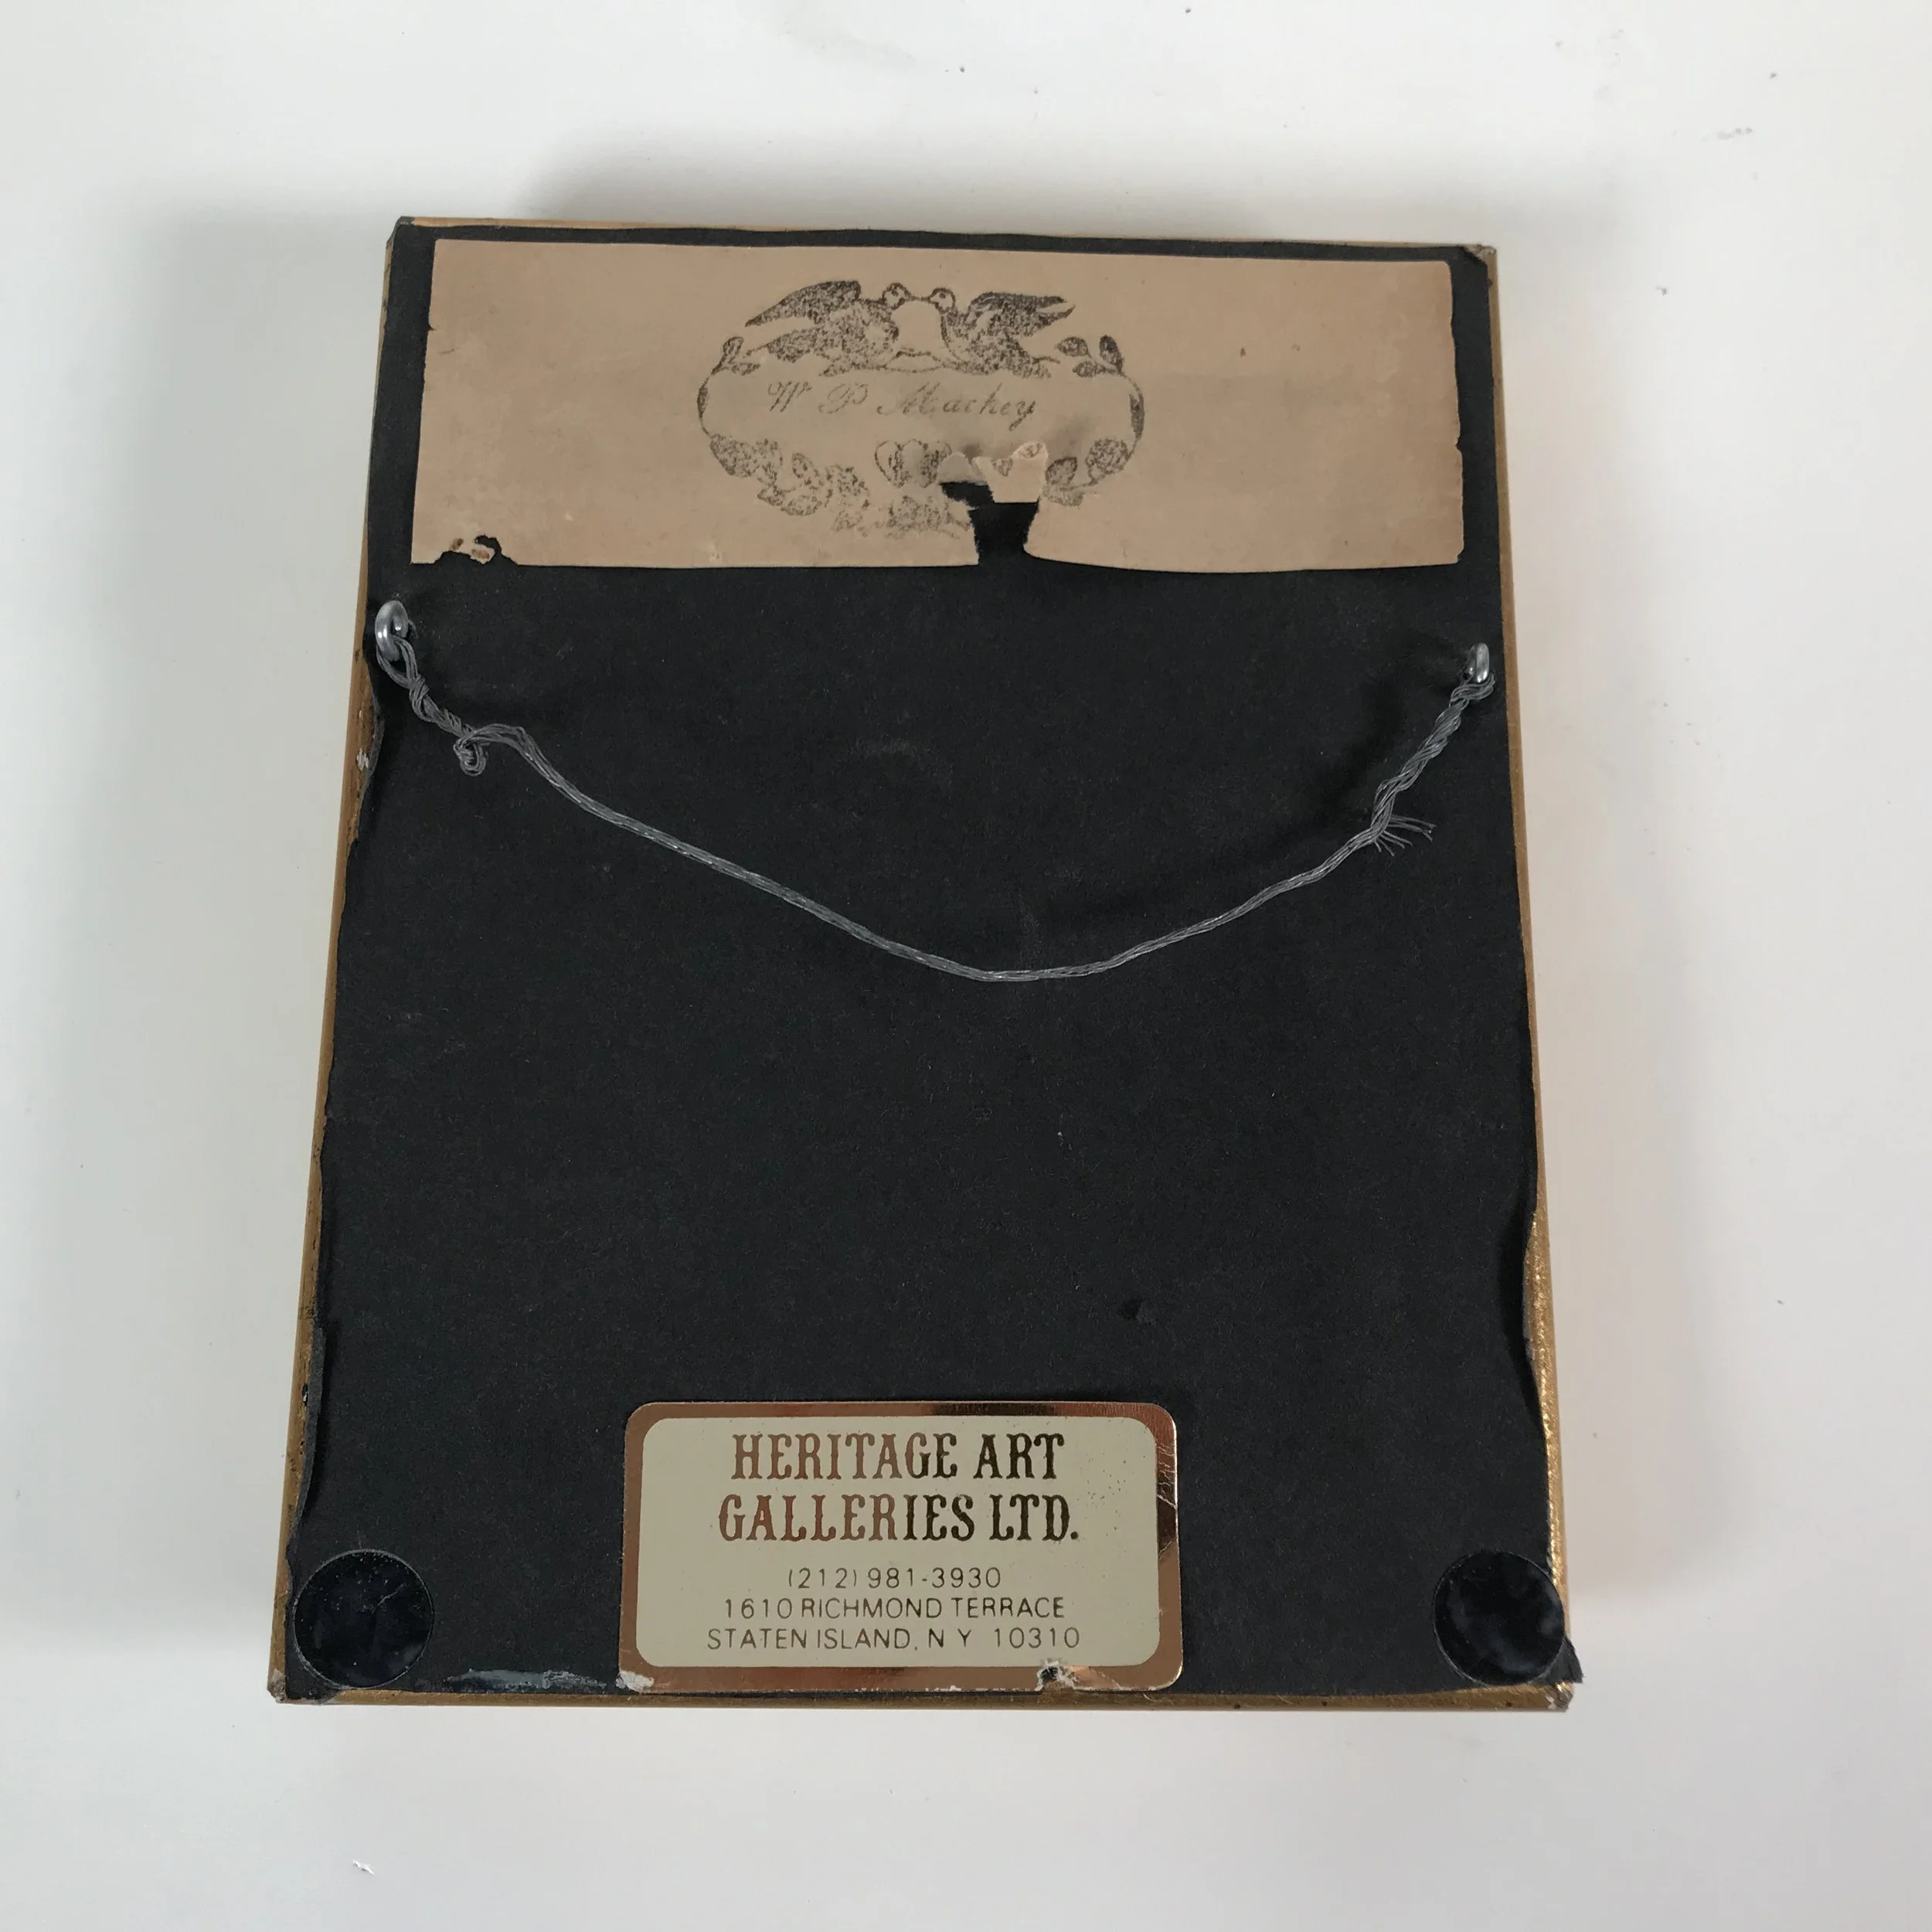 W P Mackey
HERITAGE ART
GALLERIES LTD.
(212) 981-3930
1610 RICHMOND TERRACE
STATEN ISLAND, N Y 10310